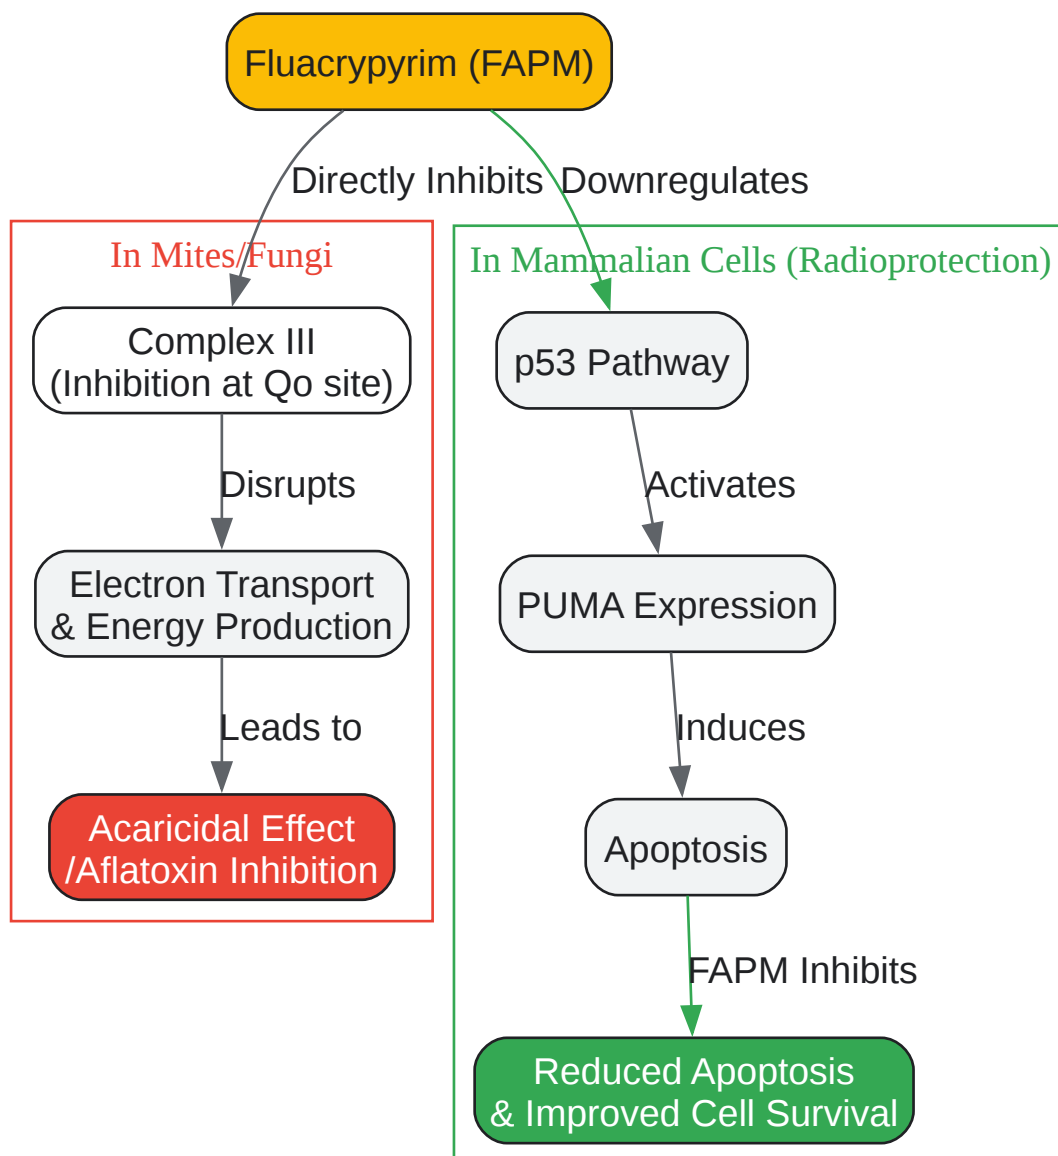 Fluacrypyrim (FAPM)
Directly Inhibits
Downregulates
In Mites/Fungi
Complex III
(Inhibition at Qo site)
Disrupts
Electron Transport
& Energy Production
Leads to
Acaricidal Effect
/Aflatoxin Inhibition
In Mammalian Cells (Radioprotection)
p53 Pathway
Activates
PUMA Expression
Induces
Apoptosis
FAPM Inhibits
Reduced Apoptosis
& Improved Cell Survival